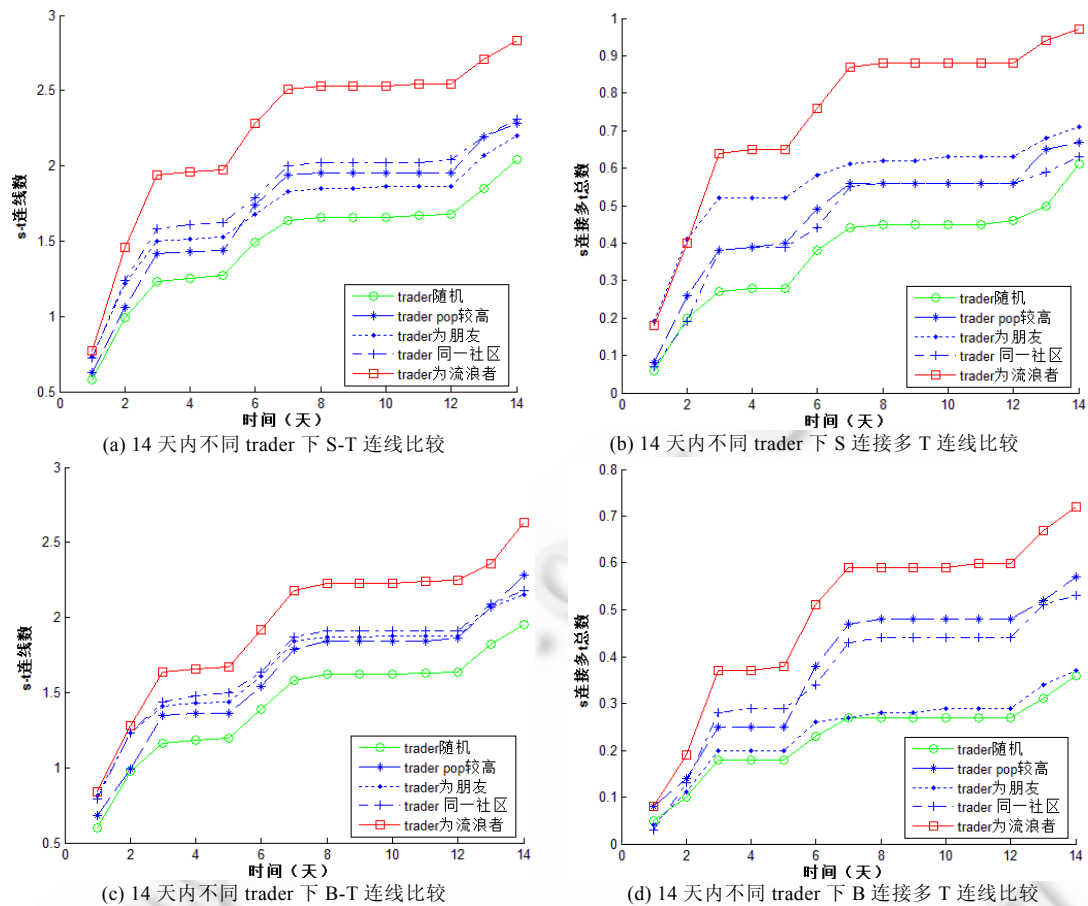 3
2.5
2
1.5
1
0.5
s-t连线数
0 2 4 6 8 10 12 14
时间（天）
trader随机
trader pop较高
trader为朋友
trader 同一社区
trader为流浪者
(a) 14 天内不同 trader 下 S-T 连线比较
1
0.9
0.8
0.7
0.6
0.5
0.4
0.3
0.2
0.1
0
s连接多t总数
0 2 4 6 8 10 12 14
时间（天）
trader随机
trader pop较高
trader为朋友
trader 同一社区
trader为流浪者
(b) 14 天内不同 trader 下 S 连接多 T 连线比较
3
2.5
2
1.5
1
0.5
s-t连线数
0 2 4 6 8 10 12 14
时间（天）
trader随机
trader pop较高
trader为朋友
trader 同一社区
trader为流浪者
(c) 14 天内不同 trader 下 B-T 连线比较
0.8
0.7
0.6
0.5
0.4
0.3
0.2
0.1
0
s连接多t总数
0 2 4 6 8 10 12 14
时间（天）
trader随机
trader pop较高
trader为朋友
trader 同一社区
trader为流浪者
(d) 14 天内不同 trader 下 B 连接多 T 连线比较